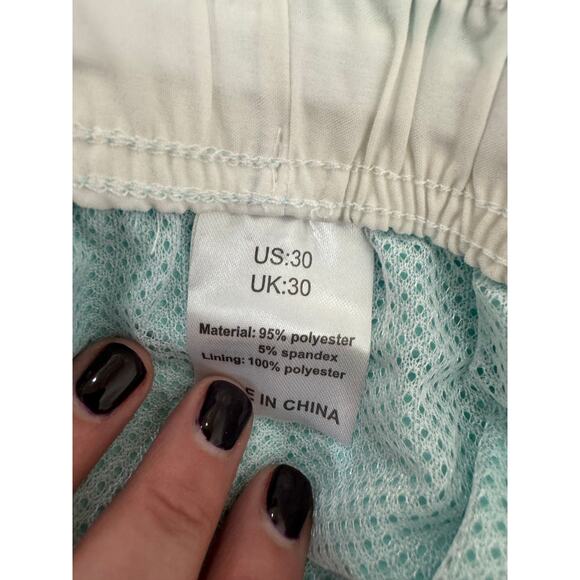 US:30
UK:30
Material: 95% polyester
5% spandex
Lining: 100% polyester
IN CHINA